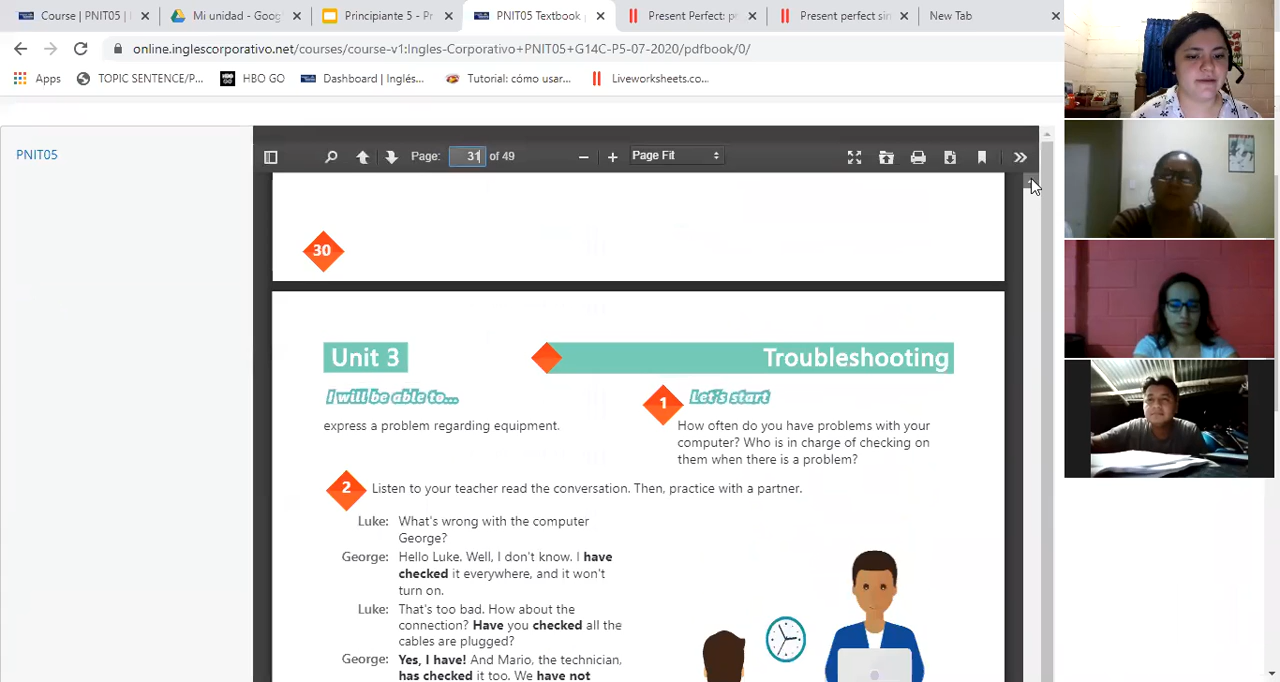 Course | PNIT05 |
Mi unidad - Goog
Principiante 5 - Pr
PNIT05 Textbook
Present Perfect: p
Present perfect sin
New Tab
online.inglescorporativo.net/courses/course-v1:Ingles-Corporativo+PNIT05+G14C-P5-07-2020/pdfbook/0/
Apps
TOPIC SENTENCE/P...
HBO GO
Dashboard | Inglés...
Tutorial: cómo usar...
Liveworksheets.co...
PNIT05
Page: 31 of 49
Page Fit
30
Unit 3
Troubleshooting
I will be able to...
express a problem regarding equipment.
1 Let's start
How often do you have problems with your
computer? Who is in charge of checking on
them when there is a problem?
2 Listen to your teacher read the conversation. Then, practice with a partner.
Luke: What's wrong with the computer
George?
George: Hello Luke. Well, I don't know. I have
checked it everywhere, and it won't
turn on.
Luke: That's too bad. How about the
connection? Have you checked all the
cables are plugged?
George: Yes, I have! And Mario, the technician,
has checked it too. We have not